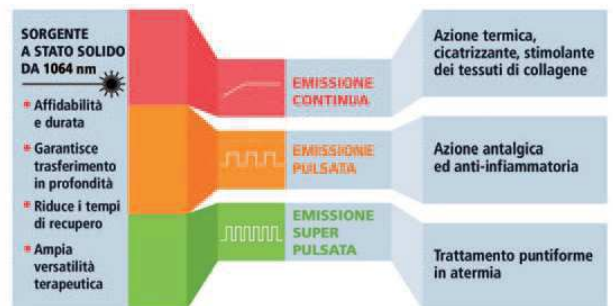 SORGENTE
A STATO SOLIDO
DA 1064 nm
* Affidabilità
e durata
* Garantisce
trasferimento
in profondità
* Riduce i tempi
di recupero
* Ampia
versatilità
terapeutica
EMISSIONE
CONTINUA
EMISSIONE
PULSATA
EMISSIONE
SUPER
PULSATA
Azione termica,
cicatrizzante, stimolante
dei tessuti di collagene
Azione antalgica
ed anti-infiammatoria
Trattamento puntiforme
in atermia